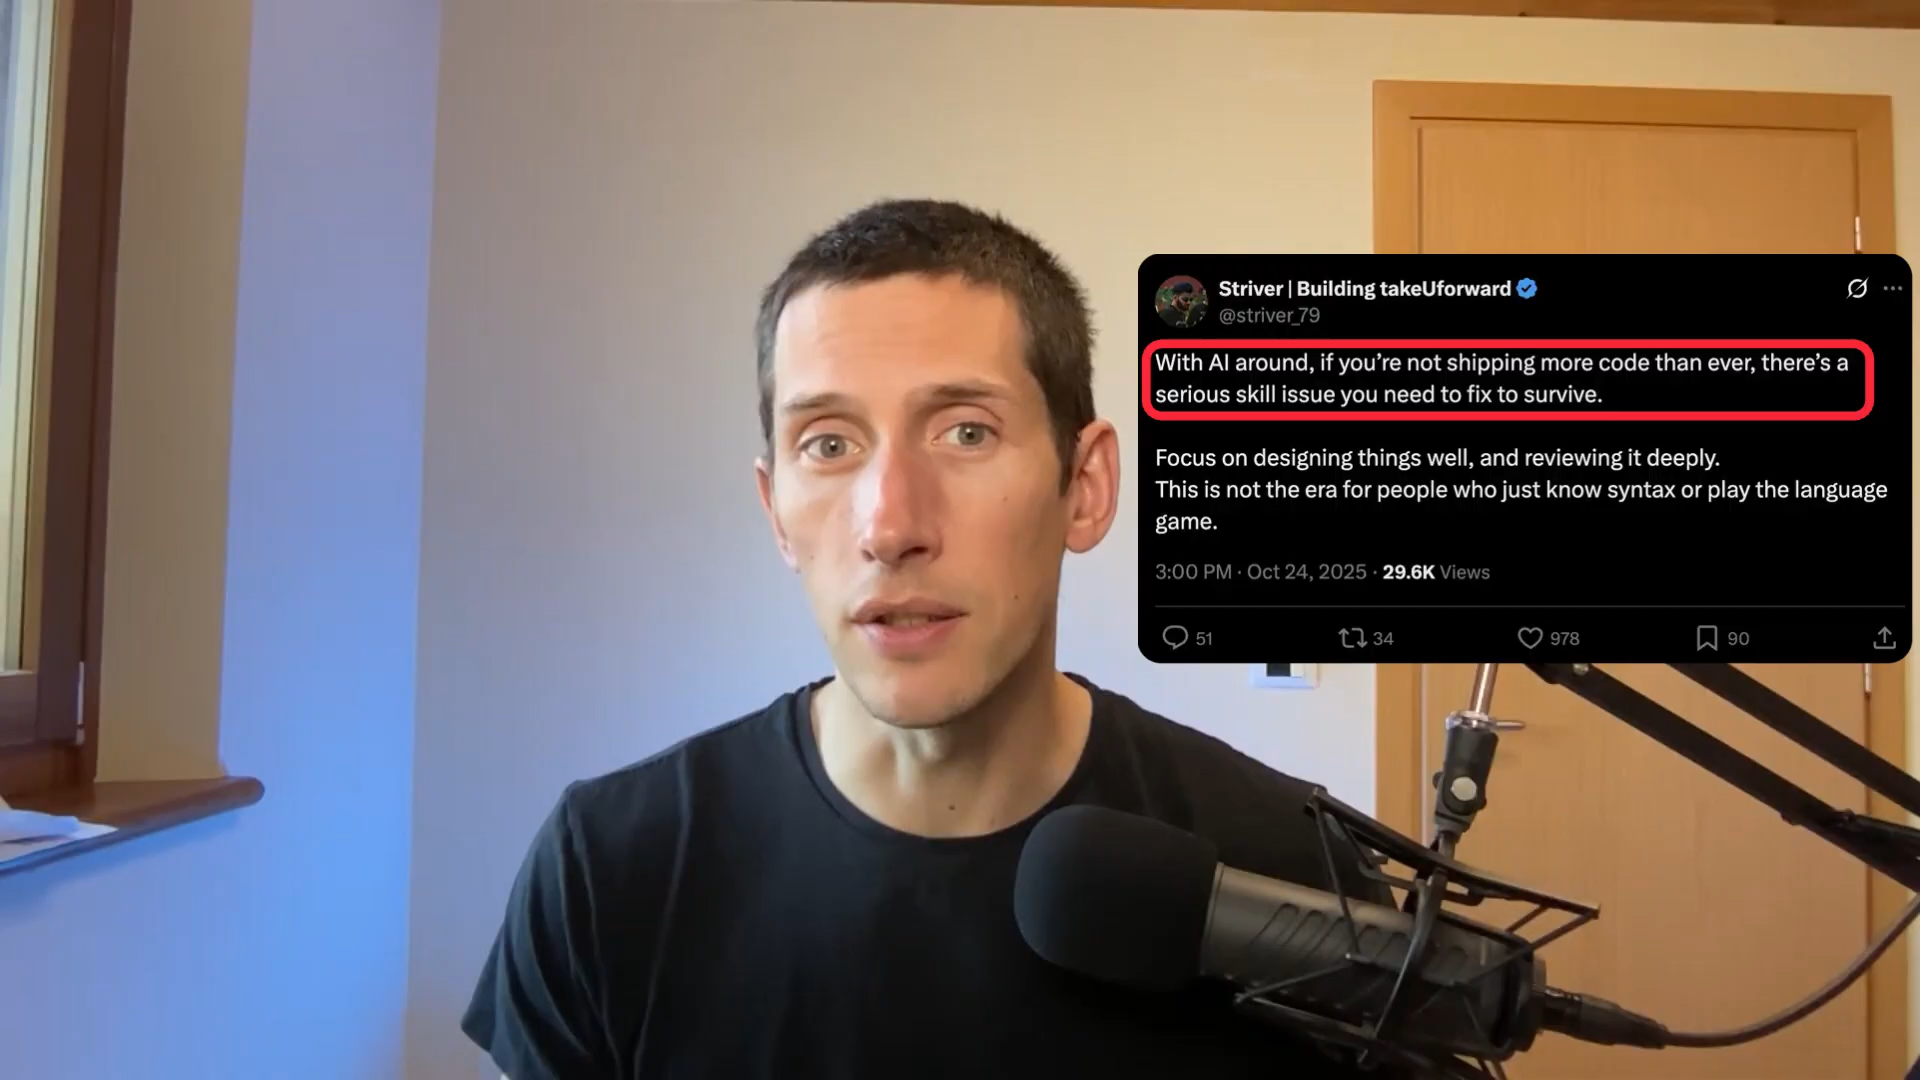 Striver | Building takeUforward
@striver_79
With AI around, if you’re not shipping more code than ever, there’s a
serious skill issue you need to fix to survive.
Focus on designing things well, and reviewing it deeply.
This is not the era for people who just know syntax or play the language
game.
3:00 PM · Oct 24, 2025 · 29.6K Views
51 34 978 90